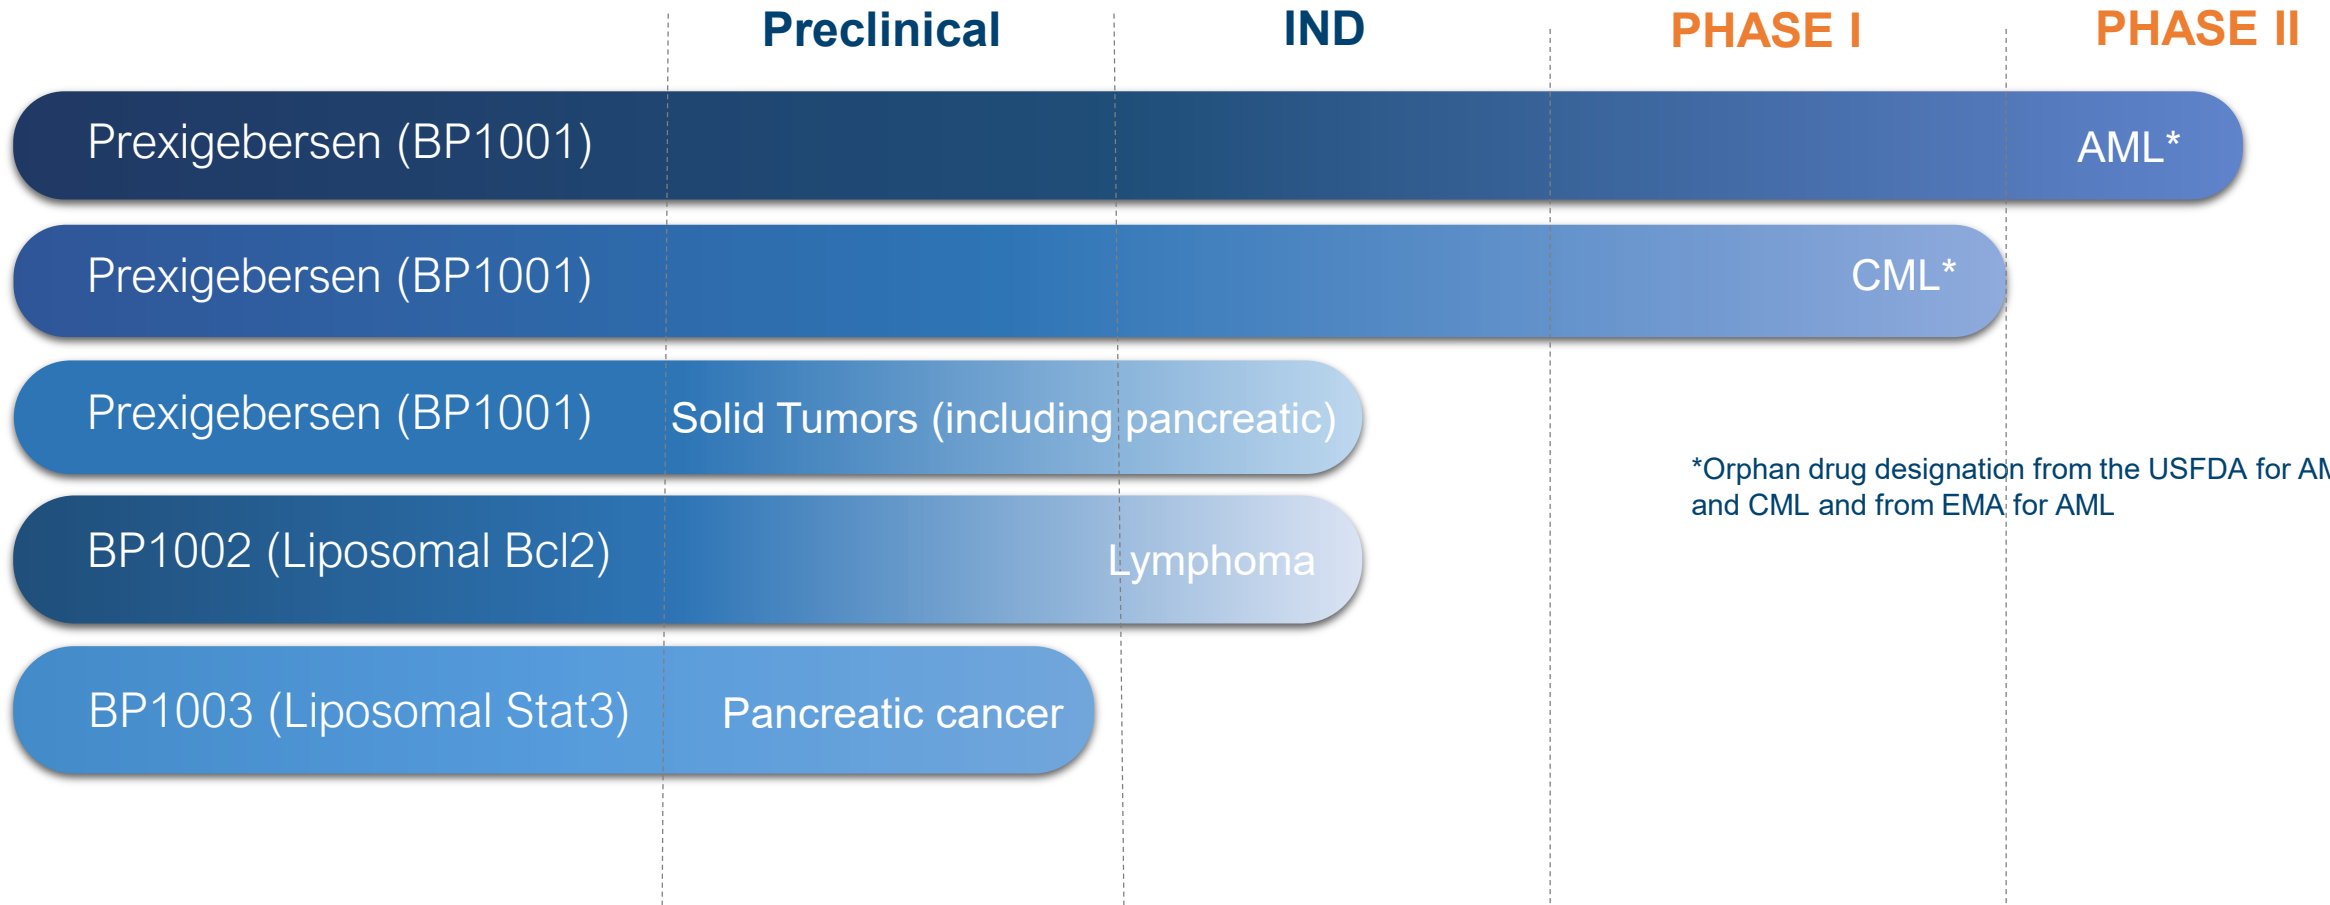 Preclinical IND PHASE I PHASE II
Prexigebersen (BP1001) AML*
Prexigebersen (BP1001) CML*
Prexigebersen (BP1001) Solid Tumors (including pancreatic)
*Orphan drug designation from the USFDA for
and CML and from EMA for AML
BP1002 (Liposomal Bcl2) Lymphoma
BP1003 (Liposomal Stat3) Pancreatic cancer